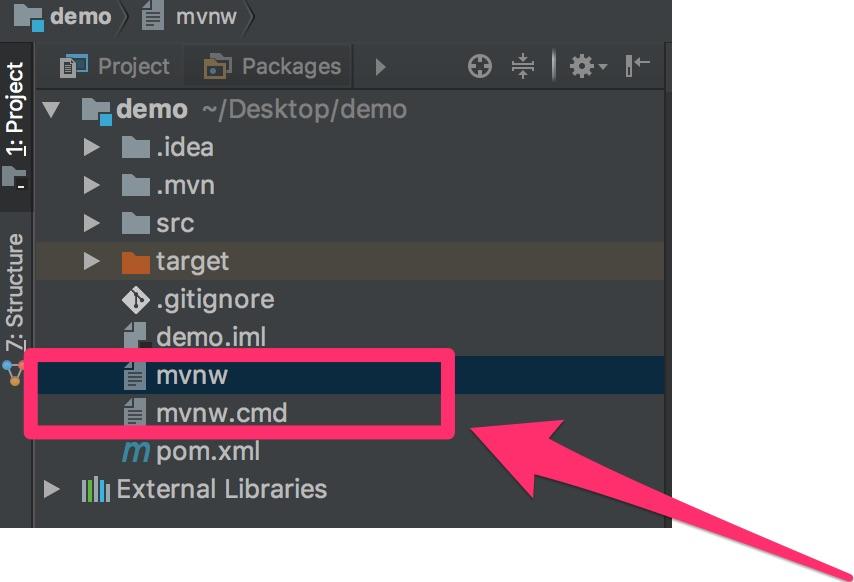 demo mvnw
1: Project
Project Packages
demo ~/Desktop/demo
.idea
.mvn
src
target
.gitignore
demo.iml
mvnw
mvnw.cmd
pom.xml
External Libraries
7: Structure